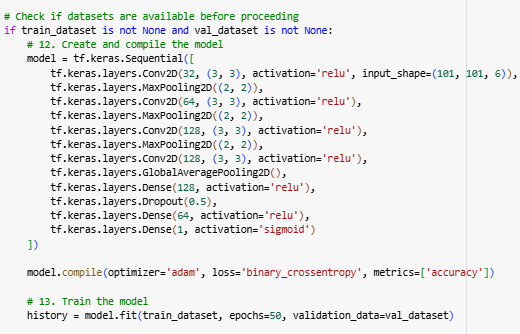 # Check if datasets are available before proceeding
if train_dataset is not None and val_dataset is not None:
    # 12. Create and compile the model
    model = tf.keras.Sequential([
        tf.keras.layers.Conv2D(32, (3, 3), activation='relu', input_shape=(101, 101, 6)),
        tf.keras.layers.MaxPooling2D((2, 2)),
        tf.keras.layers.Conv2D(64, (3, 3), activation='relu'),
        tf.keras.layers.MaxPooling2D((2, 2)),
        tf.keras.layers.Conv2D(128, (3, 3), activation='relu'),
        tf.keras.layers.MaxPooling2D((2, 2)),
        tf.keras.layers.Conv2D(128, (3, 3), activation='relu'),
        tf.keras.layers.GlobalAveragePooling2D(),
        tf.keras.layers.Dense(128, activation='relu'),
        tf.keras.layers.Dropout(0.5),
        tf.keras.layers.Dense(64, activation='relu'),
        tf.keras.layers.Dense(1, activation='sigmoid')
    ])
    model.compile(optimizer='adam', loss='binary_crossentropy', metrics=['accuracy'])
    # 13. Train the model
    history = model.fit(train_dataset, epochs=50, validation_data=val_dataset)